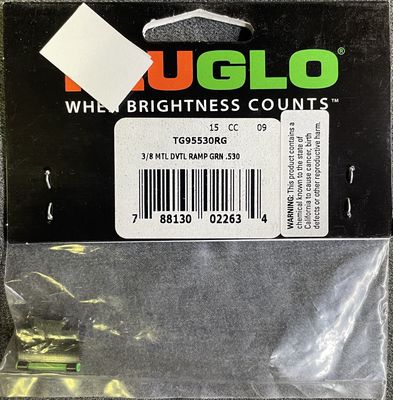 UGLO®
WHEN BRIGHTNESS COUNTS™
15 CC 09
TG95530RG
3/8 MTL DVTL RAMP GRN .530
7 88130 02263 4
WARNING: This product contains a
chemical known to the state of
California to cause cancer, birth
defects or other reproductive harm.